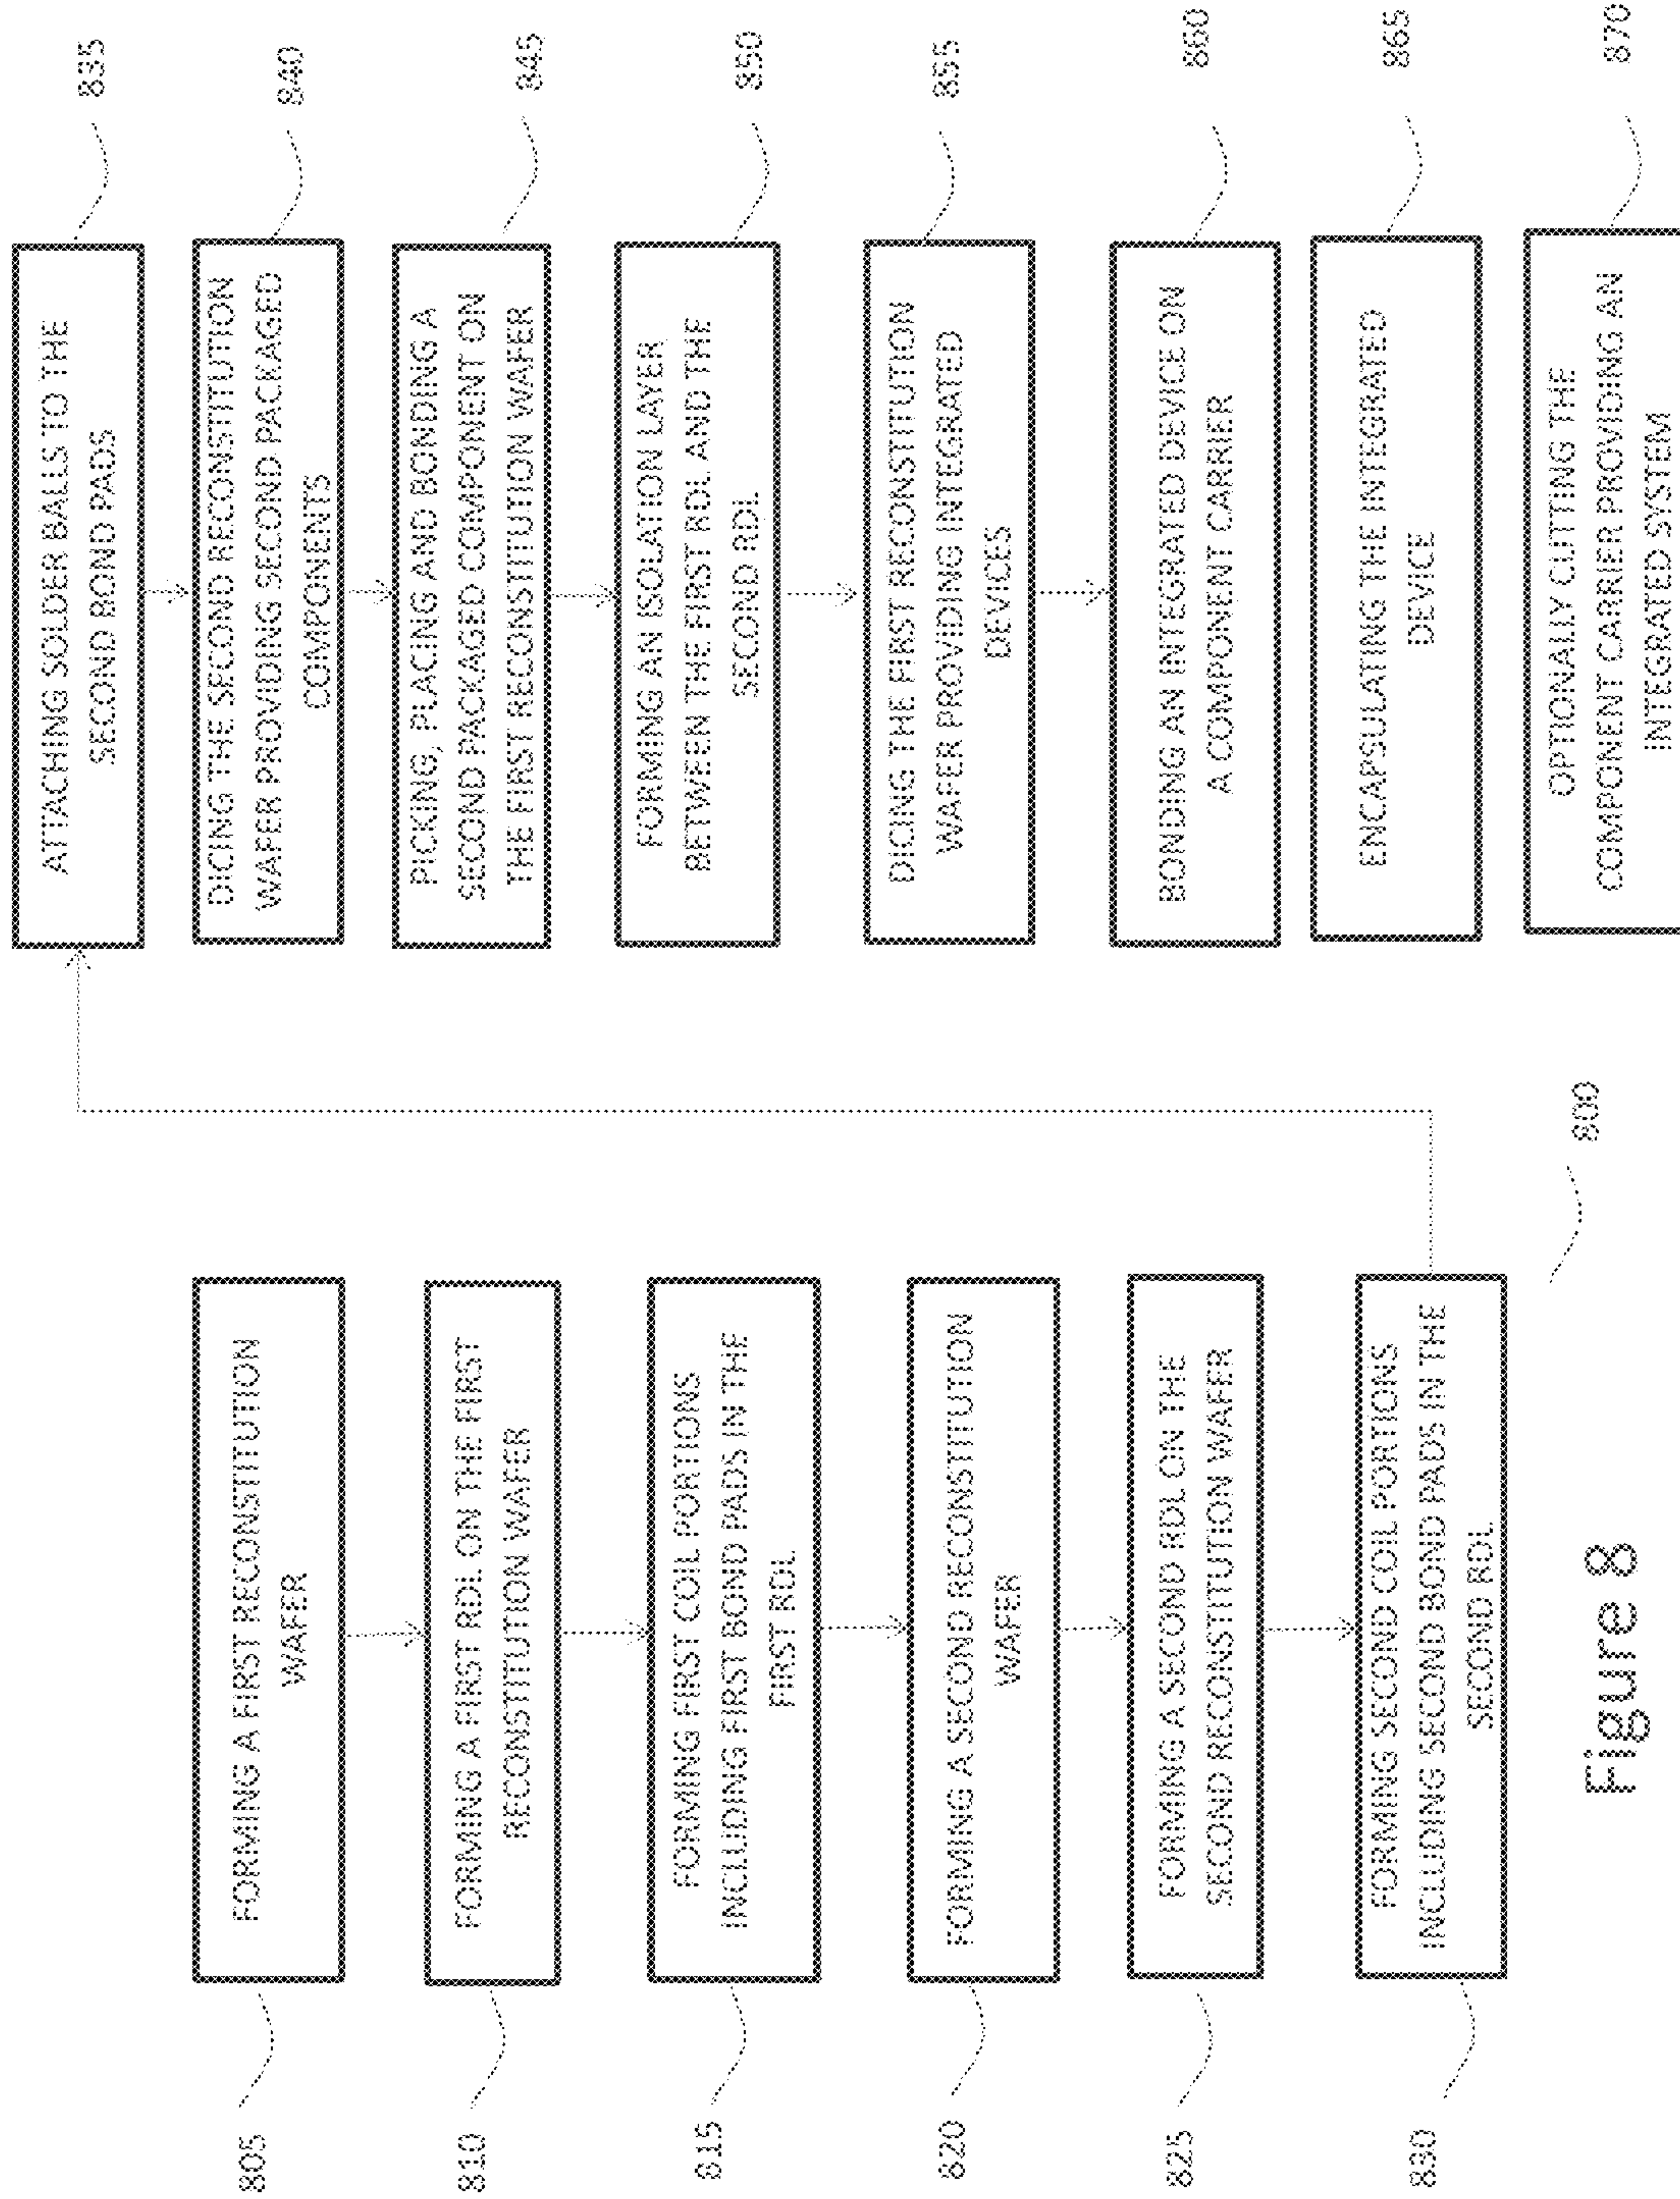 805
FORMING A FIRST RECONSTITUTION
WAFER
810
FORMING A FIRST RDL ON THE FIRST
RECONSTITUTION WAFER
815
FORMING FIRST COIL PORTIONS
INCLUDING FIRST BOND PADS IN THE
FIRST RDL
820
FORMING A SECOND RECONSTITUTION
WAFER
825
FORMING A SECOND RDL ON THE
SECOND RECONSTITUTION WAFER
830
FORMING SECOND COIL PORTIONS
INCLUDING SECOND BOND PADS IN THE
SECOND RDL
800
ATTACHING SOLDER BALLS TO THE
SECOND BOND PADS
835
DICING THE SECOND RECONSTITUTION
WAFER PROVIDING SECOND PACKAGED
COMPONENTS
840
PICKING, PLACING AND BONDING A
SECOND PACKAGED COMPONENT ON
THE FIRST RECONSTITUTION WAFER
845
FORMING AN ISOLATION LAYER
BETWEEN THE FIRST RDL AND THE
SECOND RDL
850
DICING THE FIRST RECONSTITUTION
WAFER PROVIDING INTEGRATED
DEVICES
855
BONDING AN INTEGRATED DEVICE ON
A COMPONENT CARRIER
860
ENCAPSULATING THE INTEGRATED
DEVICE
865
OPTIONALLY CUTTING THE
COMPONENT CARRIER PROVIDING AN
INTEGRATED SYSTEM
870
Figure 8